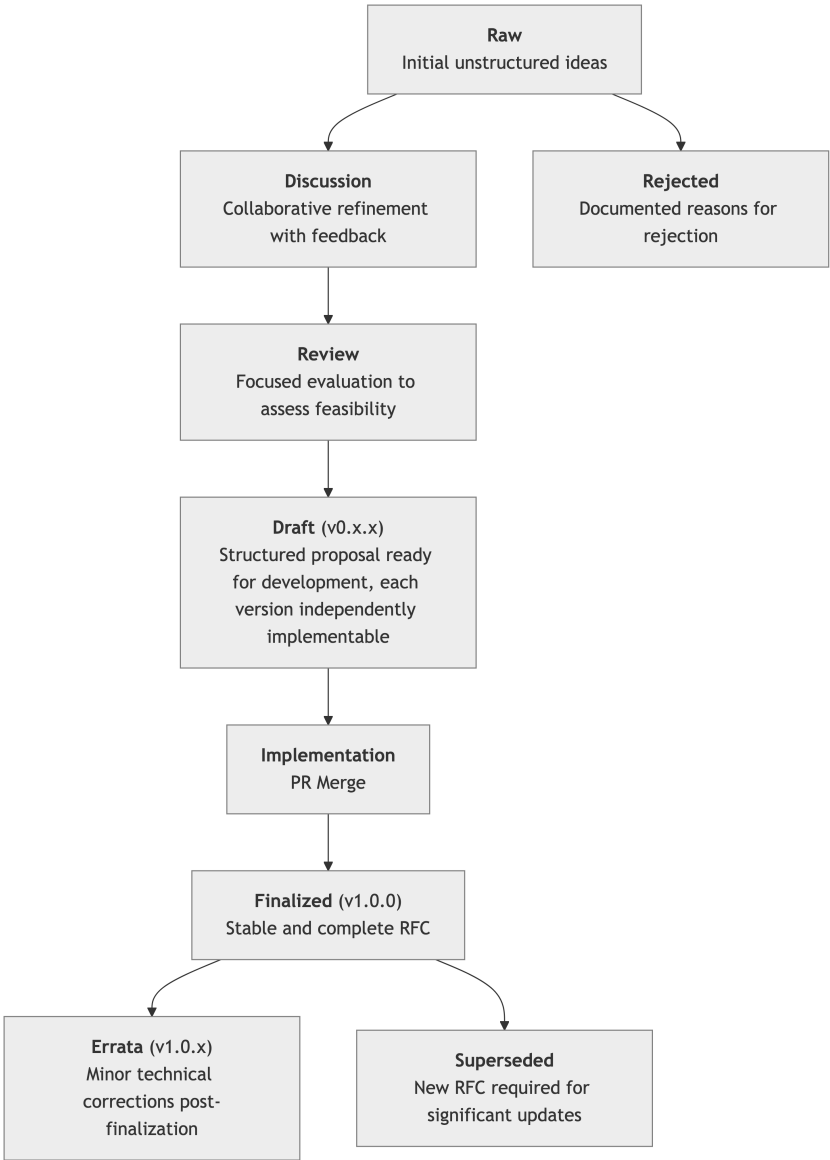 Raw
Initial unstructured ideas
Discussion
Collaborative refinement
with feedback
Rejected
Documented reasons for
rejection
Review
Focused evaluation to
assess feasibility
Draft (v0.x.x)
Structured proposal ready
for development, each
version independently
implementable
Implementation
PR Merge
Finalized (v1.0.0)
Stable and complete RFC
Errata (v1.0.x)
Minor technical
corrections post-
finalization
Superseded
New RFC required for
significant updates